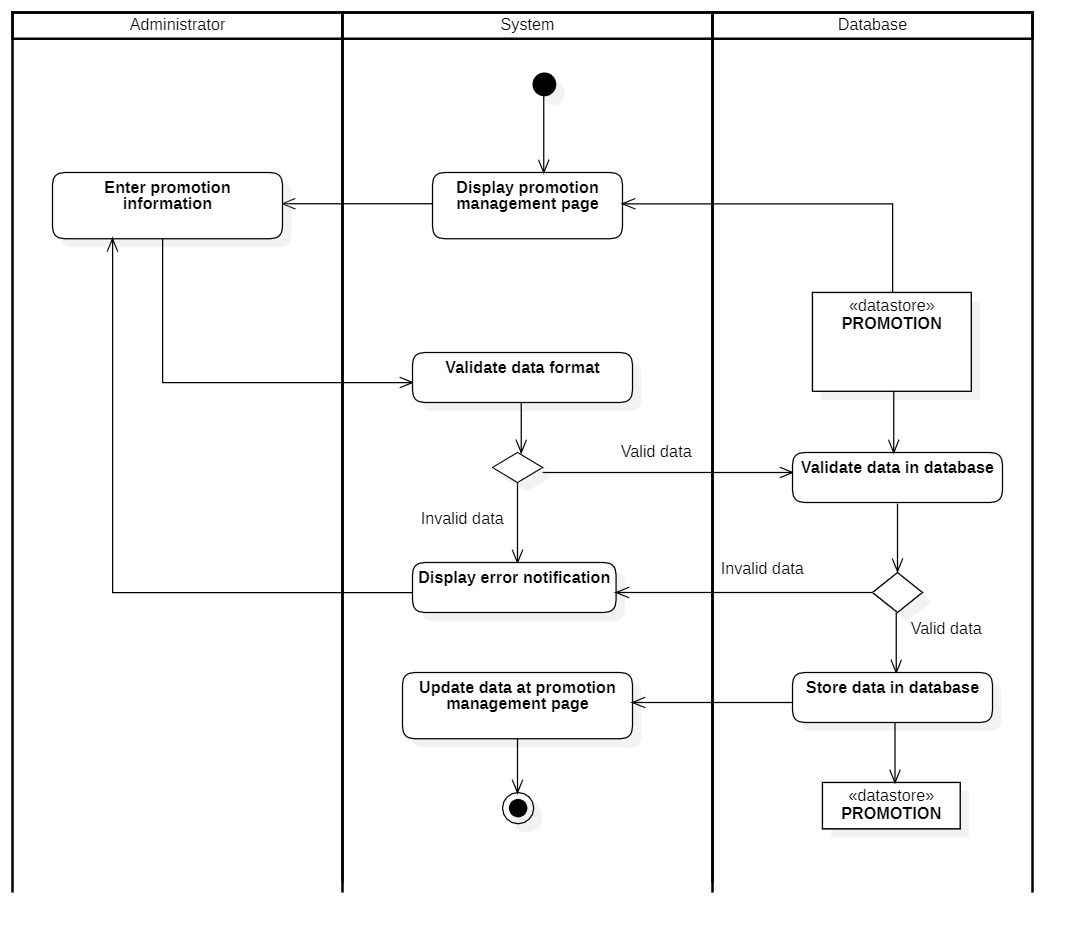 Administrator
System
Database
Enter promotion
information
Display promotion
management page
«datastore»
PROMOTION
Validate data format
Valid data
Validate data in database
Invalid data
Display error notification
Invalid data
Valid data
Update data at promotion
management page
Store data in database
«datastore»
PROMOTION